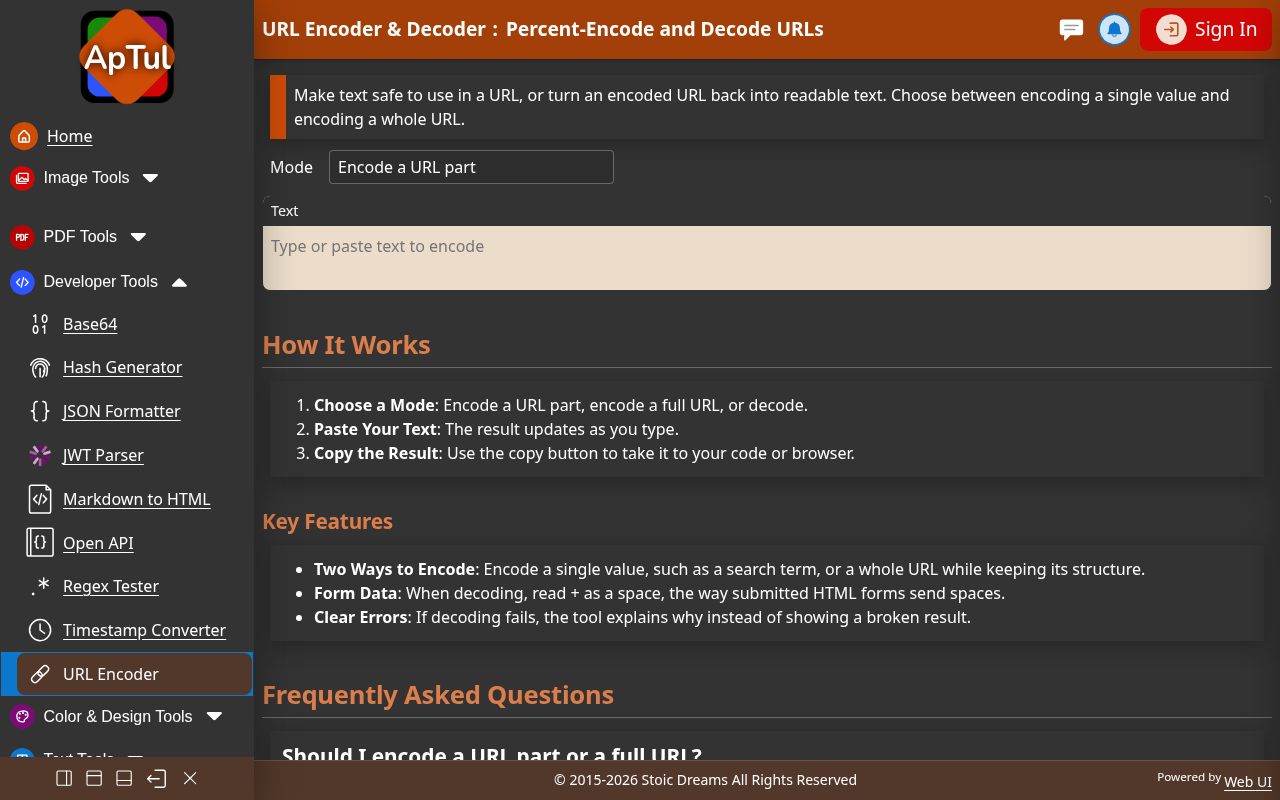 ApTul
Home
Image Tools
PDF
PDF Tools
Developer Tools
Base64
Hash Generator
JSON Formatter
JWT Parser
Markdown to HTML
Open API
Regex Tester
Timestamp Converter
URL Encoder
Color & Design Tools
URL Encoder & Decoder : Percent-Encode and Decode URLs
Sign In
Make text safe to use in a URL, or turn an encoded URL back into readable text. Choose between encoding a single value and
encoding a whole URL.
Mode
Encode a URL part
Text
Type or paste text to encode
How It Works
1. Choose a Mode: Encode a URL part, encode a full URL, or decode.
2. Paste Your Text: The result updates as you type.
3. Copy the Result: Use the copy button to take it to your code or browser.
Key Features
• Two Ways to Encode: Encode a single value, such as a search term, or a whole URL while keeping its structure.
• Form Data: When decoding, read + as a space, the way submitted HTML forms send spaces.
• Clear Errors: If decoding fails, the tool explains why instead of showing a broken result.
Frequently Asked Questions
Should I encode a URL part or a full URL?
© 2015-2026 Stoic Dreams All Rights Reserved
Powered by Web UI